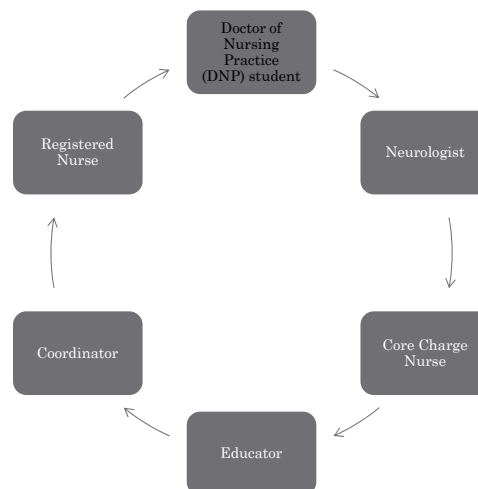 Doctor of
Nursing
Practice
(DNP) student
Neurologist
Core Charge
Nurse
Educator
Coordinator
Registered
Nurse